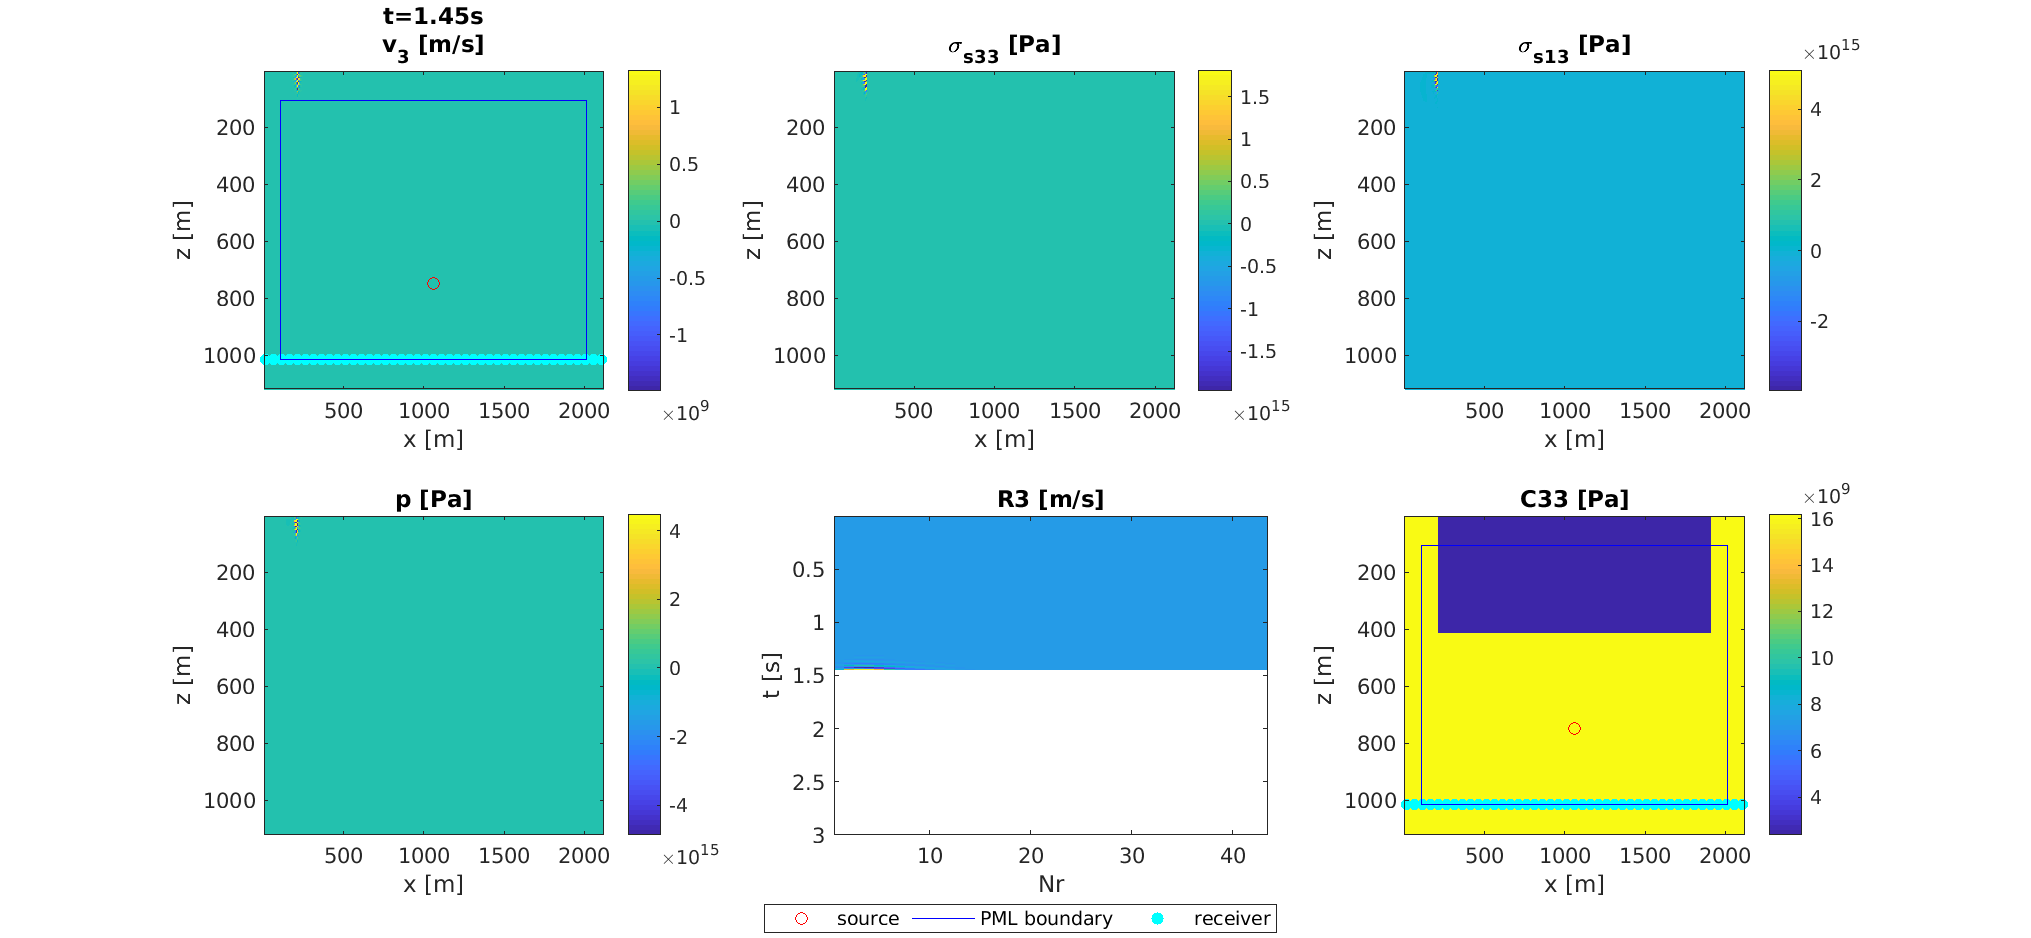 t=1.45s
v3 [m/s]
z [m]
200
400
600
800
1000
500 1000 1500 2000
x [m]
1
0.5
0
-0.5
-1
×10^9
σs33 [Pa]
z [m]
200
400
600
800
1000
500 1000 1500 2000
x [m]
1.5
1
0.5
0
-0.5
-1
-1.5
×10^15
σs13 [Pa]
z [m]
200
400
600
800
1000
500 1000 1500 2000
x [m]
×10^15
4
2
0
-2
p [Pa]
z [m]
200
400
600
800
1000
500 1000 1500 2000
x [m]
4
2
0
-2
-4
×10^15
R3 [m/s]
t [s]
0.5
1
1.5
2
2.5
3
10 20 30 40
Nr
C33 [Pa]
z [m]
200
400
600
800
1000
500 1000 1500 2000
x [m]
×10^9
16
14
12
10
8
6
4
source PML boundary receiver